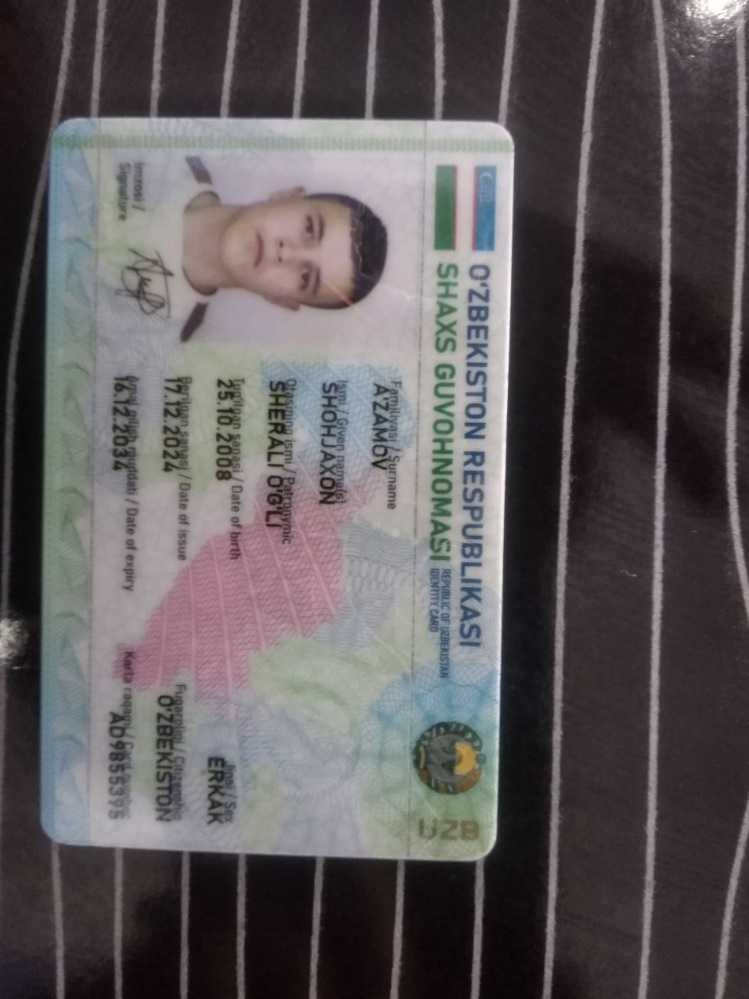 O'ZBEKISTON RESPUBLIKASI
SHAXS GUVOHNOMASI REPUBLIC OF UZBEKISTAN
IDENTITY CARD
Familiyasi / Surname
A'ZAMOV
Ismi / Given name(s)
SHOHJAXON
Otasining ismi / Patronymic
SHERALI O'G'LI
Tug'ilgan sanasi / Date of birth
25.10.2008
Jinsi / Sex
ERKAK
Berilgan sanasi / Date of issue
17.12.2024
Fuqaroligi / Citizenship
O'ZBEKISTON
Amal qilish muddati / Date of expiry
16.12.2034
Karta raqami / Card number
AD9855395
Imzosi /
Signature
UZB